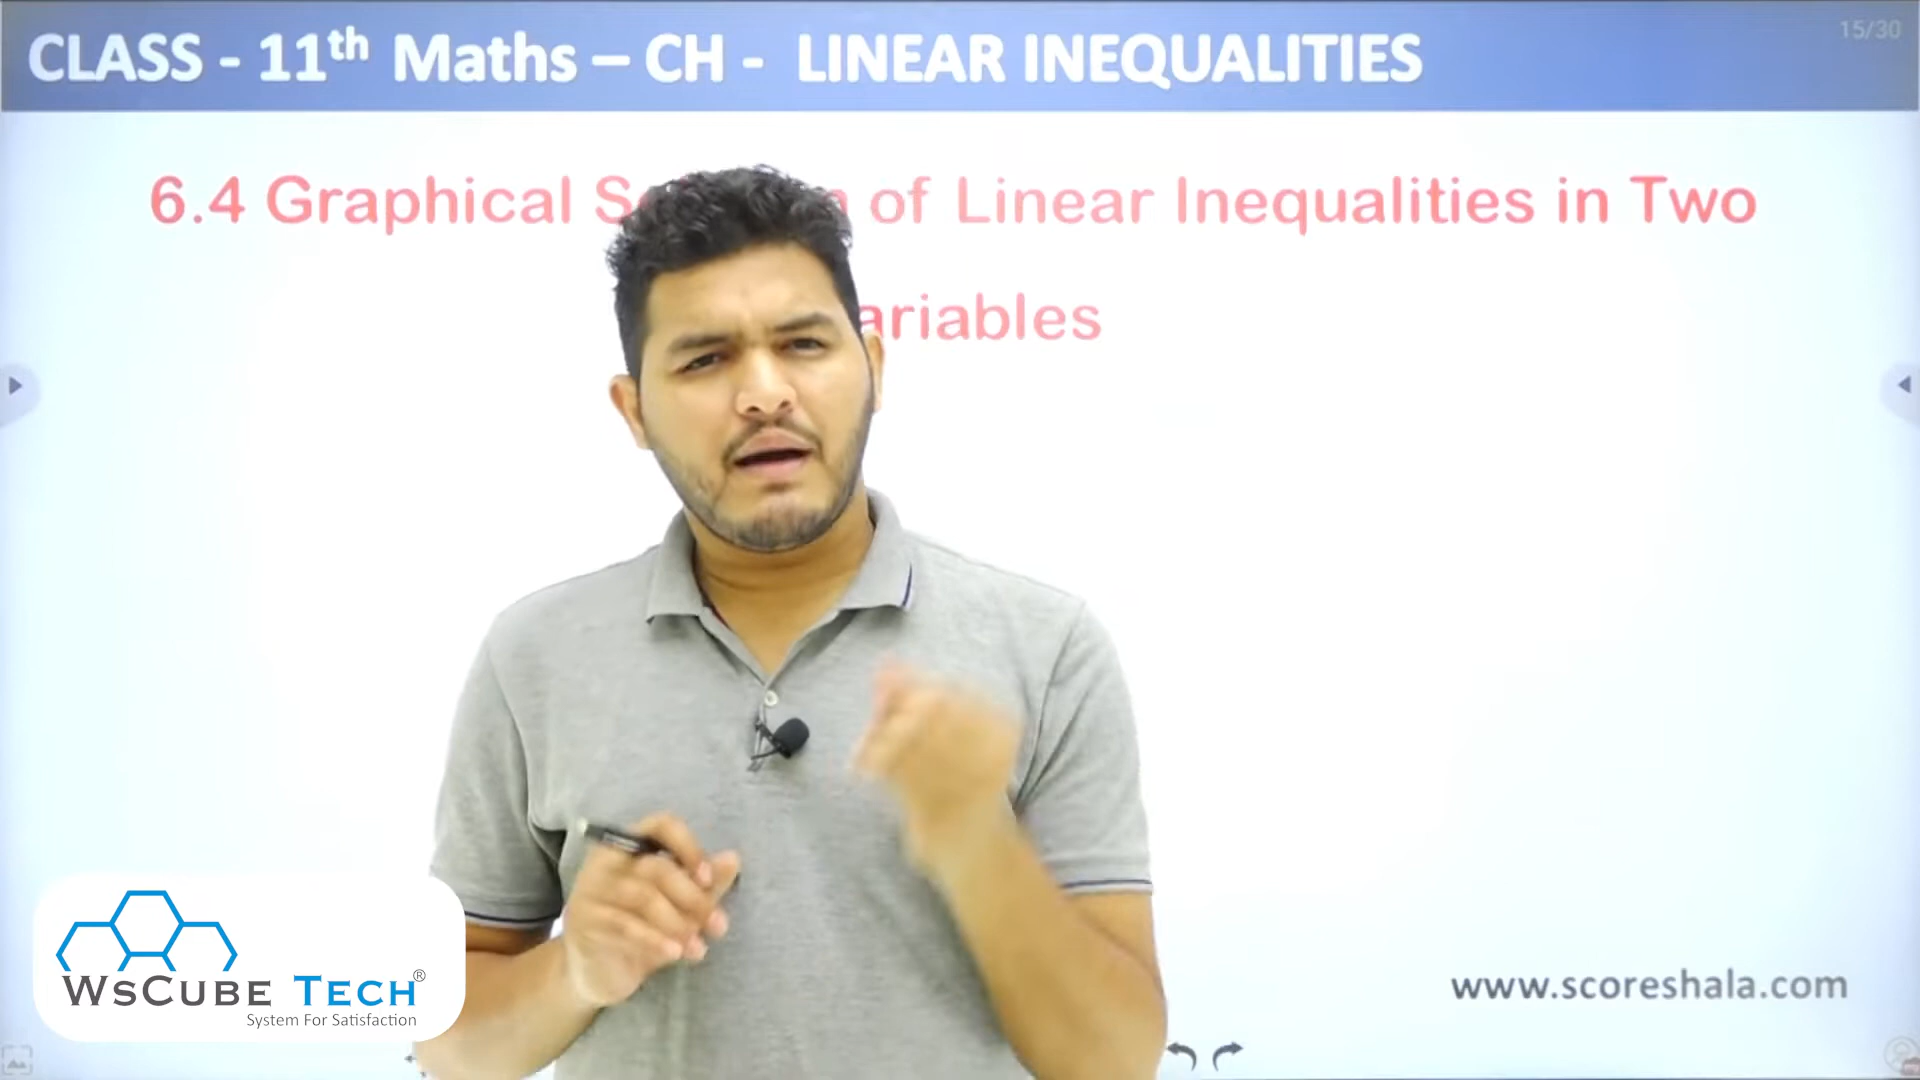 15/30
CLASS - 11th Maths – CH - LINEAR INEQUALITIES
6.4 Graphical of Linear Inequalities in Two
ariables
WSCUBE TECH®
System For Satisfaction
www.scoreshala.com